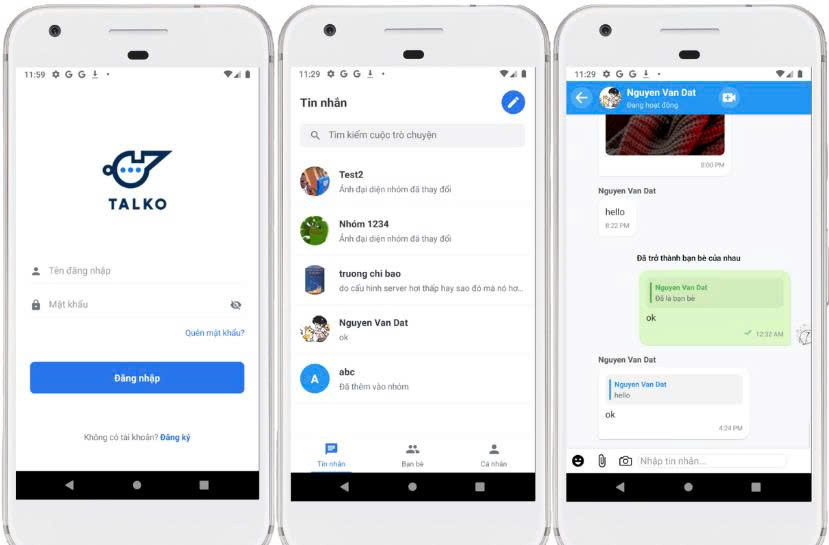 11:59
TALKO
Tên đăng nhập
Mật khẩu
Quên mật khẩu?
Đăng nhập
Không có tài khoản? Đăng ký
11:29
Tin nhắn
Tìm kiếm cuộc trò chuyện
Test2
Ảnh đại diện nhóm đã thay đổi
Nhóm 1234
Ảnh đại diện nhóm đã thay đổi
truong chi bao
do cấu hình server hơi thấp hay sao đó mà nó hơ...
Nguyen Van Dat
ok
A
abc
Đã thêm vào nhóm
Tin nhắn
Bạn bè
Cá nhân
11:29
Nguyen Van Dat
Đang hoạt động
8:00 PM
Nguyen Van Dat
hello
8:22 PM
Đã trở thành bạn bè của nhau
Nguyen Van Dat
Đã là bạn bè
ok
12:32 AM
Nguyen Van Dat
Nguyen Van Dat
hello
ok
4:24 PM
Nhập tin nhắn...